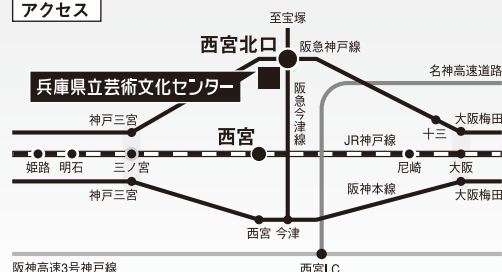 アクセス
至宝塚
西宮北口
阪急神戸線
名神高速道路
兵庫県立芸術文化センター
阪急今津線
神戸三宮
十三
大阪梅田
西宮
JR神戸線
姫路
明石
三ノ宮
尼崎
大阪
神戸三宮
阪神本線
大阪梅田
西宮
今津
阪神高速3号神戸線
西宮I.C